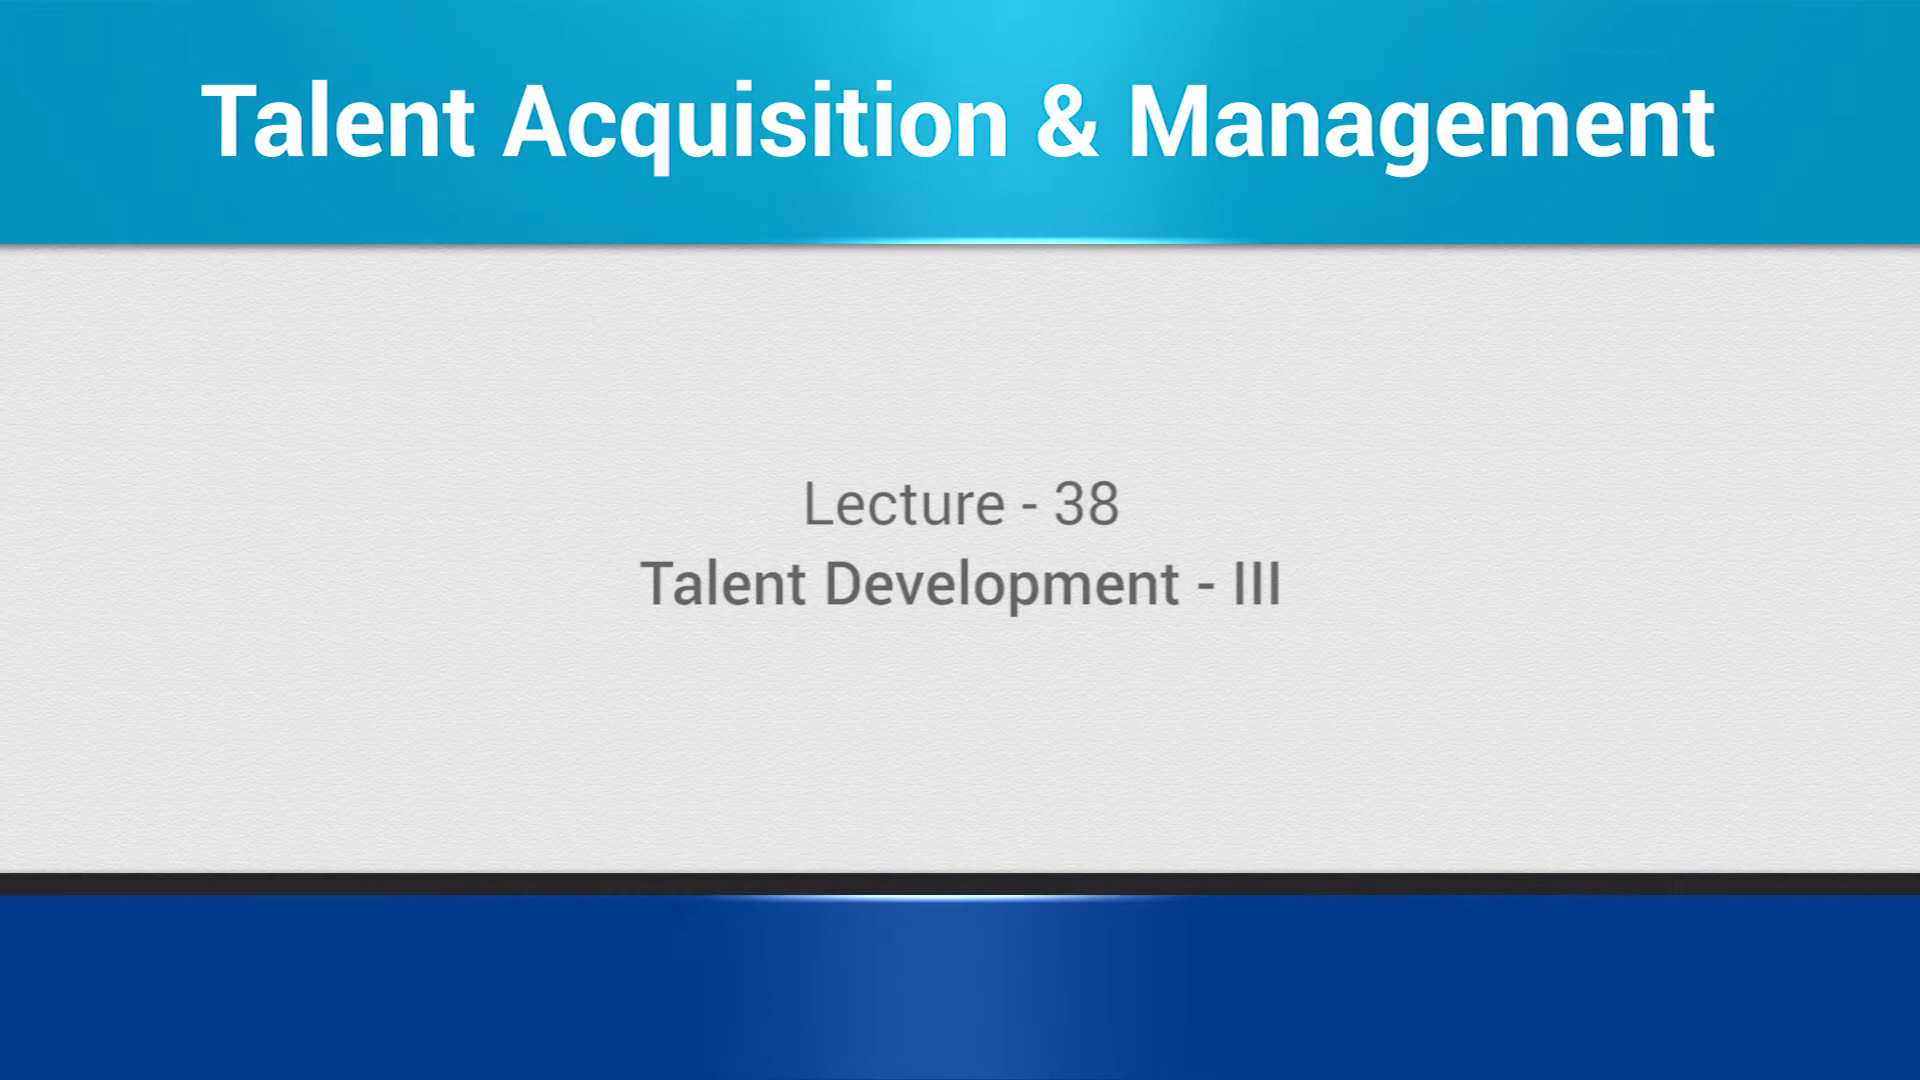 Talent Acquisition & Management
Lecture - 38
Talent Development - III